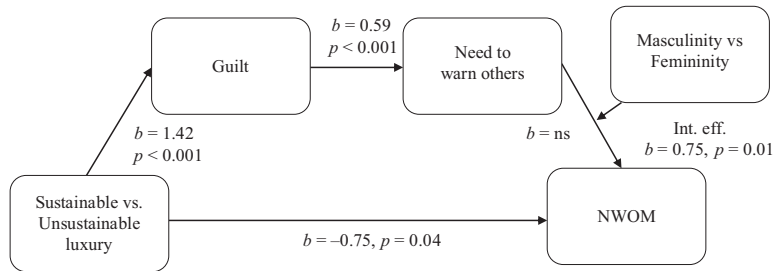 b = 0.59
p < 0.001
Guilt
Need to
warn others
Masculinity vs
Femininity
b = 1.42
p < 0.001
b = ns
Int. eff.
b = 0.75, p = 0.01
Sustainable vs.
Unsustainable
luxury
NWOM
b = –0.75, p = 0.04